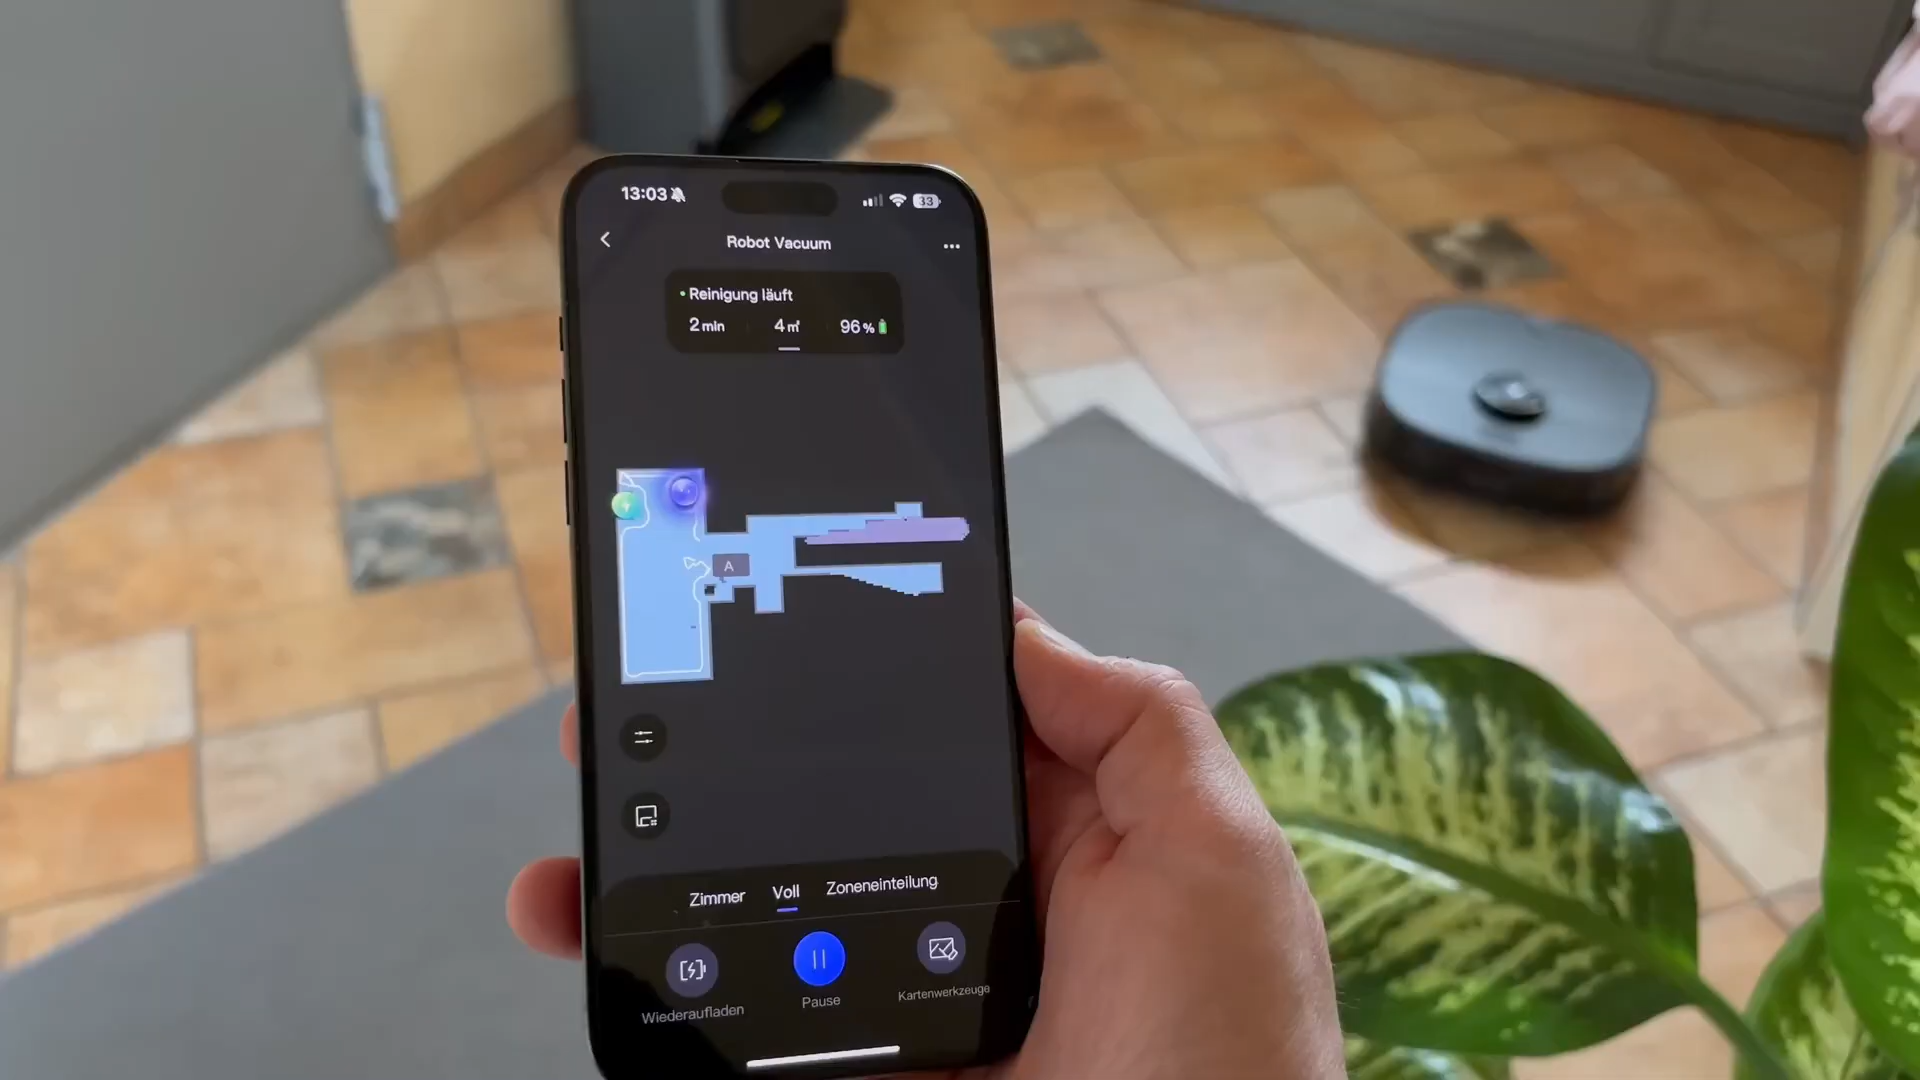 13:03
33
Robot Vacuum
Reinigung läuft
2 min 4 ㎡ 96 %
A
Zimmer Voll Zoneneinteilung
Wiederaufladen Pause Kartenwerkzeuge